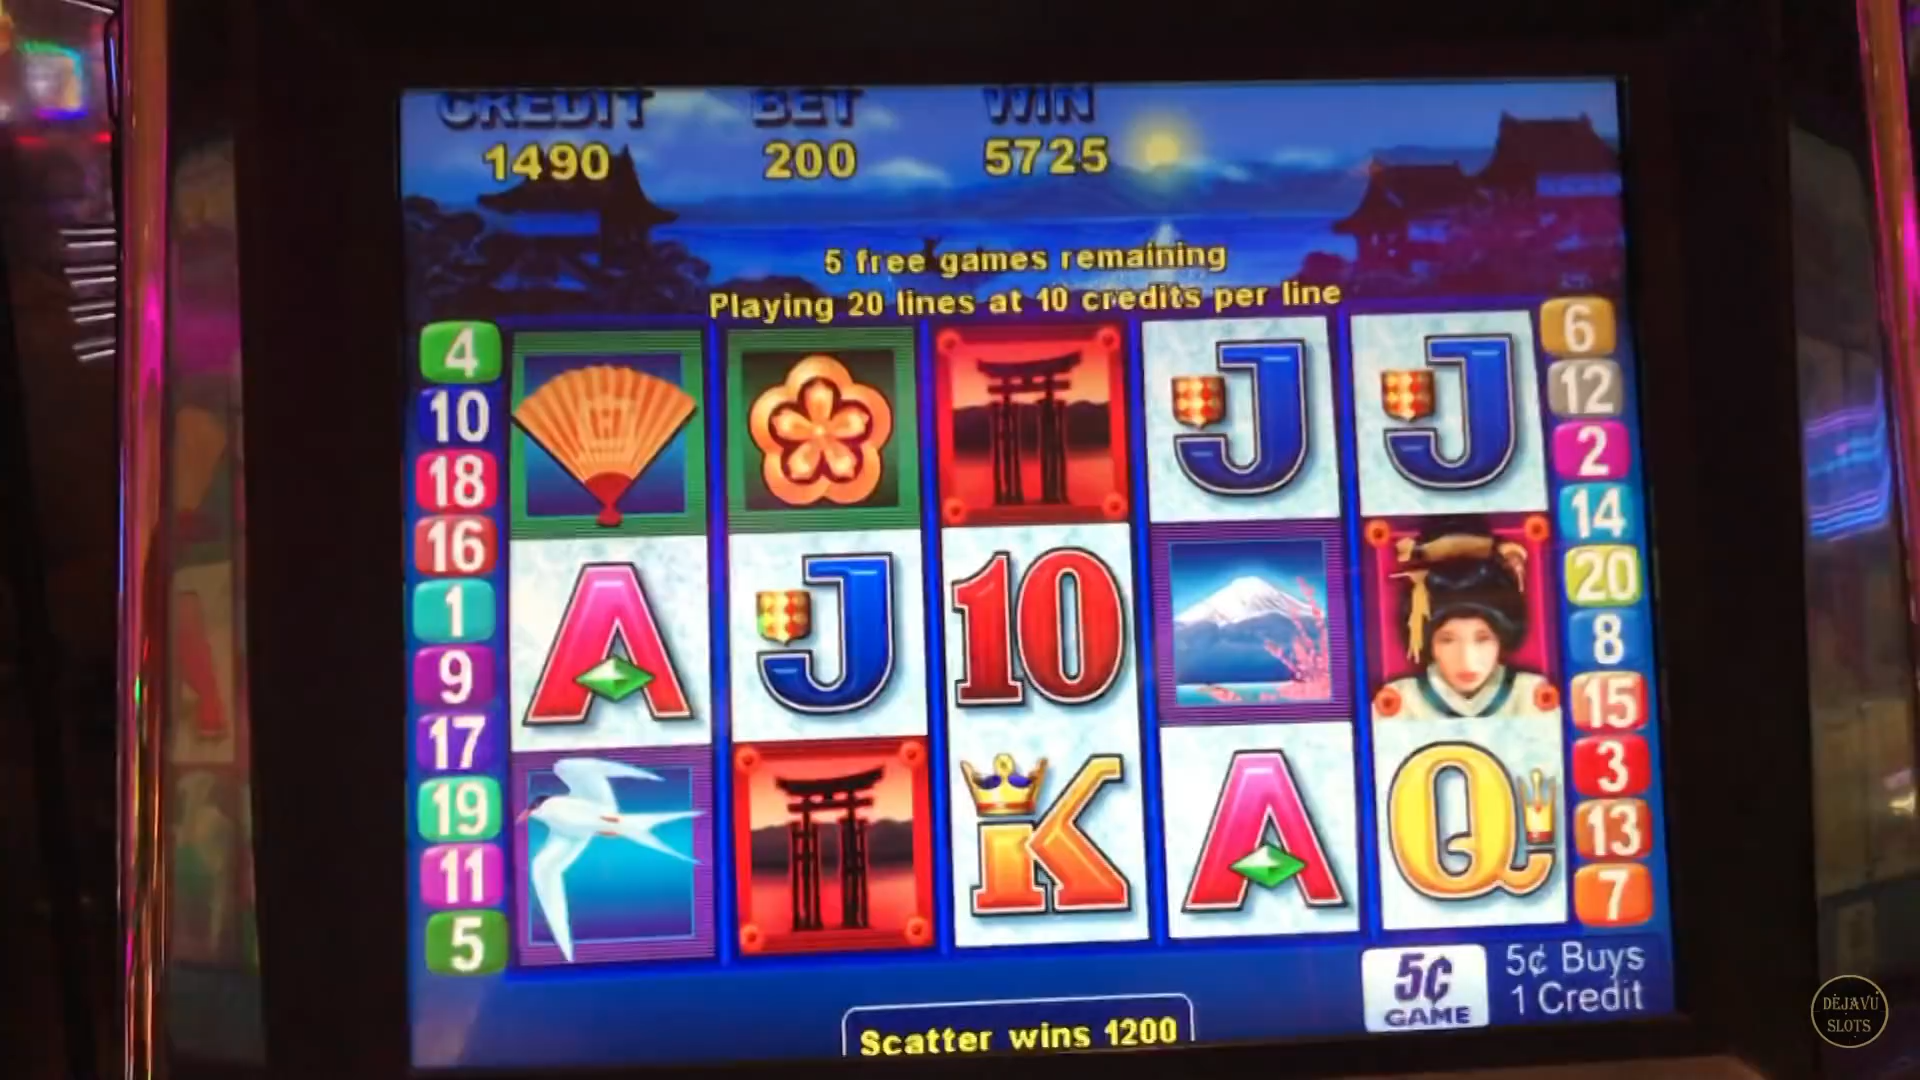 CREDIT BET WIN
1490 200 5725
5 free games remaining
Playing 20 lines at 10 credits per line
4
10
18
16
1
9
17
19
11
5
J J
A J 10
K A Q
6
12
2
14
20
8
15
3
13
7
5¢
GAME
5¢ Buys
1 Credit
Scatter wins 1200
DÉJAVU
SLOTS